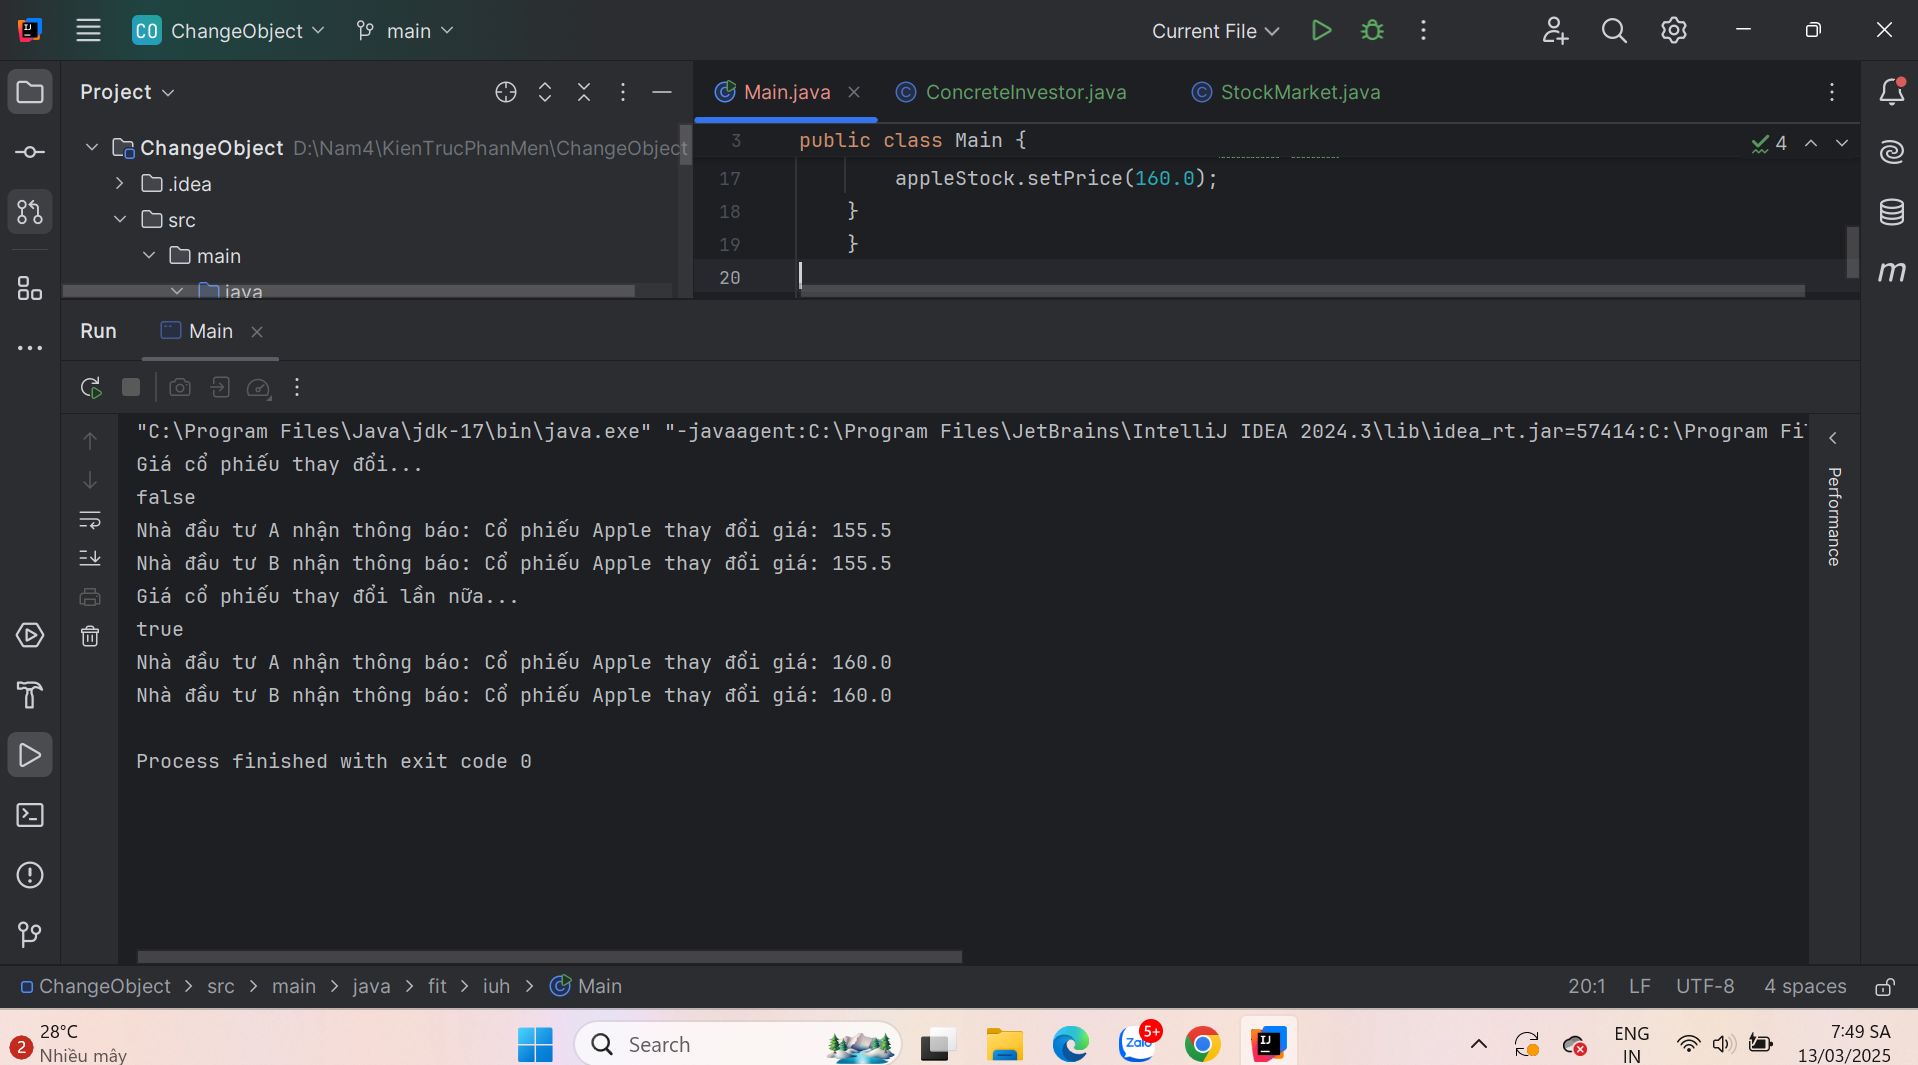 CO ChangeObject main Current File
Project
Main.java ConcreteInvestor.java StockMarket.java
ChangeObject D:\Nam4\KienTrucPhanMen\ChangeObject
.idea
src
main
java
3 public class Main {
4
17 appleStock.setPrice(160.0);
18 }
19 }
20
m
Run Main
"C:\Program Files\Java\jdk-17\bin\java.exe" "-javaagent:C:\Program Files\JetBrains\IntelliJ IDEA 2024.3\lib\idea_rt.jar=57414:C:\Program Fi
Giá cổ phiếu thay đổi...
false
Nhà đầu tư A nhận thông báo: Cổ phiếu Apple thay đổi giá: 155.5
Nhà đầu tư B nhận thông báo: Cổ phiếu Apple thay đổi giá: 155.5
Giá cổ phiếu thay đổi lần nữa...
true
Nhà đầu tư A nhận thông báo: Cổ phiếu Apple thay đổi giá: 160.0
Nhà đầu tư B nhận thông báo: Cổ phiếu Apple thay đổi giá: 160.0
Process finished with exit code 0
Performance
ChangeObject > src > main > java > fit > iuh > Main
20:1 LF UTF-8 4 spaces
2
28°C
Nhiều mây
Search
Zalo
5+
IJ
ENG
IN
7:49 SA
13/03/2025